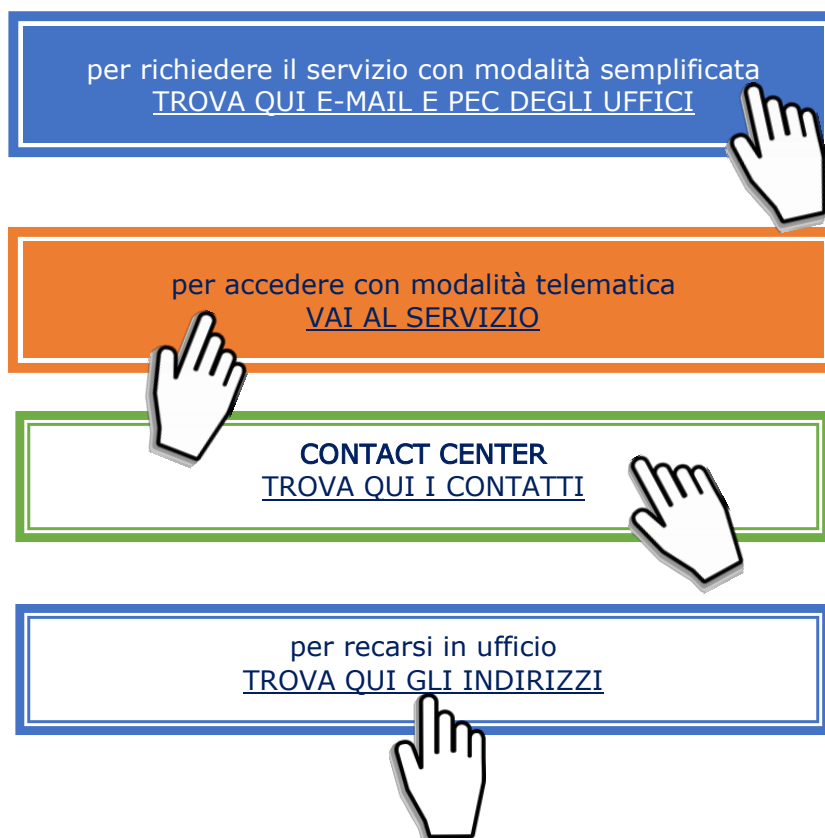 per richiedere il servizio con modalità semplificata
TROVA QUI E-MAIL E PEC DEGLI UFFICI
per accedere con modalità telematica
VAI AL SERVIZIO
CONTACT CENTER
TROVA QUI I CONTATTI
per recarsi in ufficio
TROVA QUI GLI INDIRIZZI